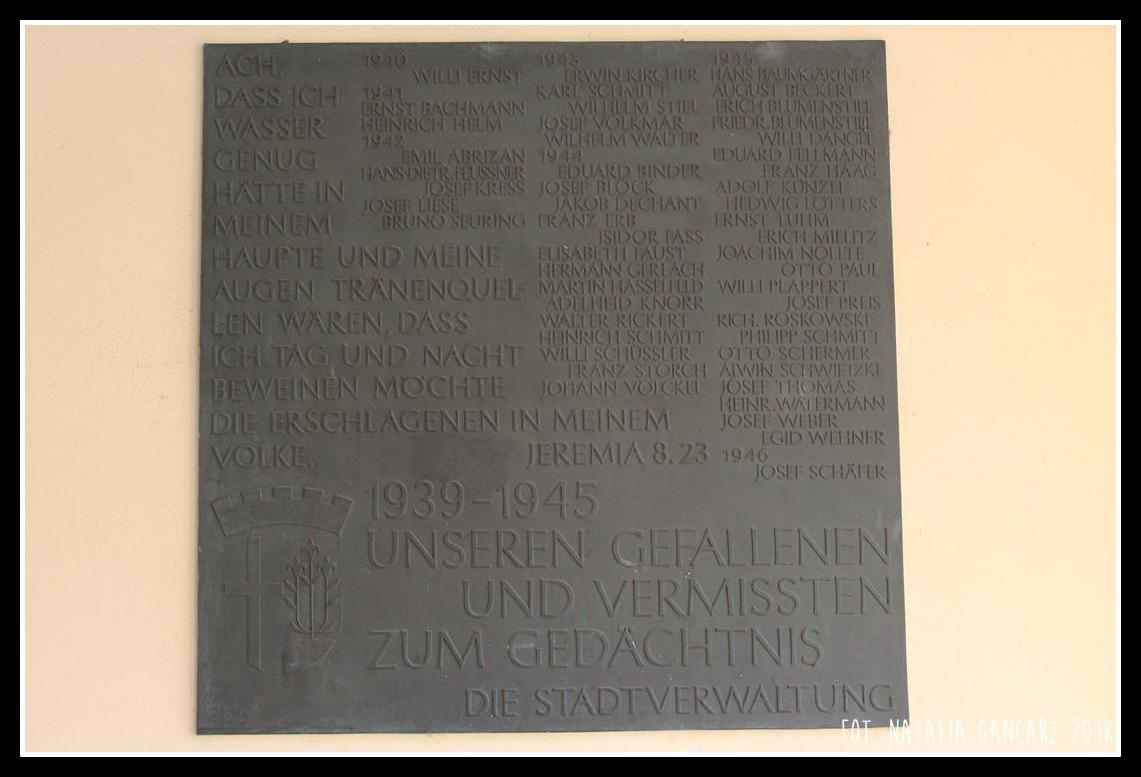 ACH,
DASS ICH
WASSER
GENUG
HÄTTE IN
MEINEM
HAUPTE UND MEINE
AUGEN TRÄNENQUEL-
LEN WÄREN, DASS
ICH TAG UND NACHT
BEWEINEN MÖCHTE
DIE ERSCHLAGENEN IN MEINEM
VOLKE. JEREMIA 8.23
1940
WILLI ERNST
1941
ERNST BACHMANN
HEINRICH HELM
1942
EMIL ABRIZAN
HANS-DIETR. FEUSSNER
JOSEF KRESS
JOSEF LIESE
BRUNO SEURING
1943
ERWIN KIRCHER
KARL SCHMITT
WILHELM STIEL
JOSEF VOLKMAR
WILHELM WALTER
1944
EDUARD BINDER
JOSEF BLOCK
JAKOB DECHANT
FRANZ ERB
ISIDOR FASS
ELISABETH FAUST
HERMANN GERLACH
MARTIN HASSELFELD
ADELHEID KNORR
WALTER RICKERT
HEINRICH SCHMITT
WILLI SCHÜSSLER
FRANZ STORCH
JOHANN VÖLCKEL
1945
HANS BAUMGÄRTNER
AUGUST BECKERT
ERICH BLUMENSTIEL
FRIEDR. BLUMENSTIEL
WILLI DÄNGEL
EDUARD FELLMANN
FRANZ HAAG
ADOLF KÜNZEL
HEDWIG LOTTERS
ERNST LUHM
ERICH MIELITZ
JOACHIM NOLLTE
OTTO PAUL
WILLI PLAPPERT
JOSEF PREIS
RICH. ROSKOWSKI
PHILIPP SCHMITT
OTTO SCHERMER
ALWIN SCHWIETZKE
JOSEF THOMAS
HEINR. WATERMANN
JOSEF WEBER
EGID WEHNER
1946
JOSEF SCHÄFER
1939-1945
UNSEREN GEFALLENEN
UND VERMISSTEN
ZUM GEDÄCHTNIS
DIE STADTVERWALTUNG
FOT. NATALIA GANCARZ 2018